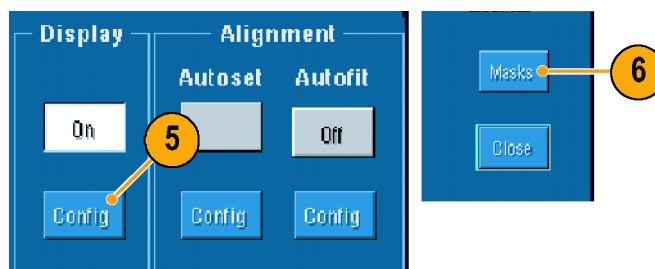 Display Alignment
Autoset Autofit
On Off
Config Config Config
5
Masks
Close
6